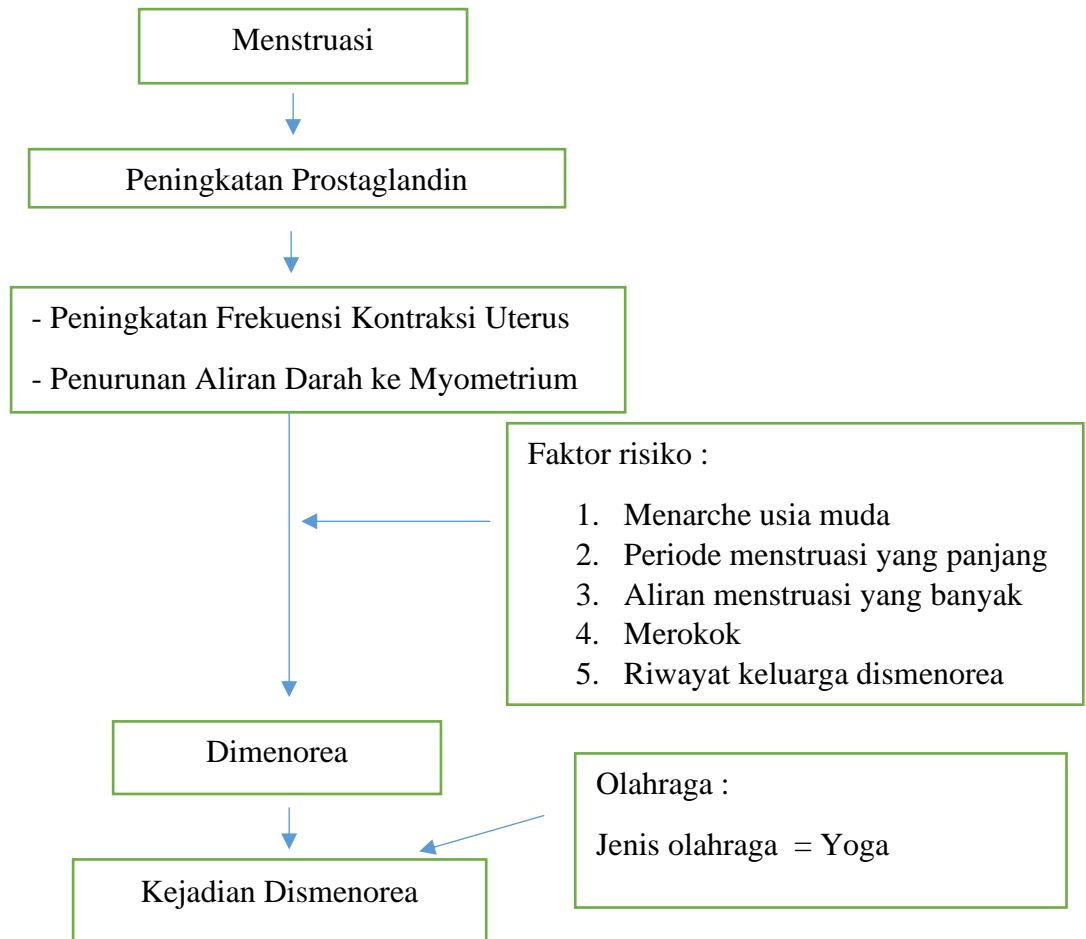 Menstruasi
Peningkatan Prostaglandin
- Peningkatan Frekuensi Kontraksi Uterus
- Penurunan Aliran Darah ke Myometrium
Faktor risiko :
1. Menarche usia muda
2. Periode menstruasi yang panjang
3. Aliran menstruasi yang banyak
4. Merokok
5. Riwayat keluarga dismenorea
Dimenorea
Olahraga :
Jenis olahraga = Yoga
Kejadian Dismenorea